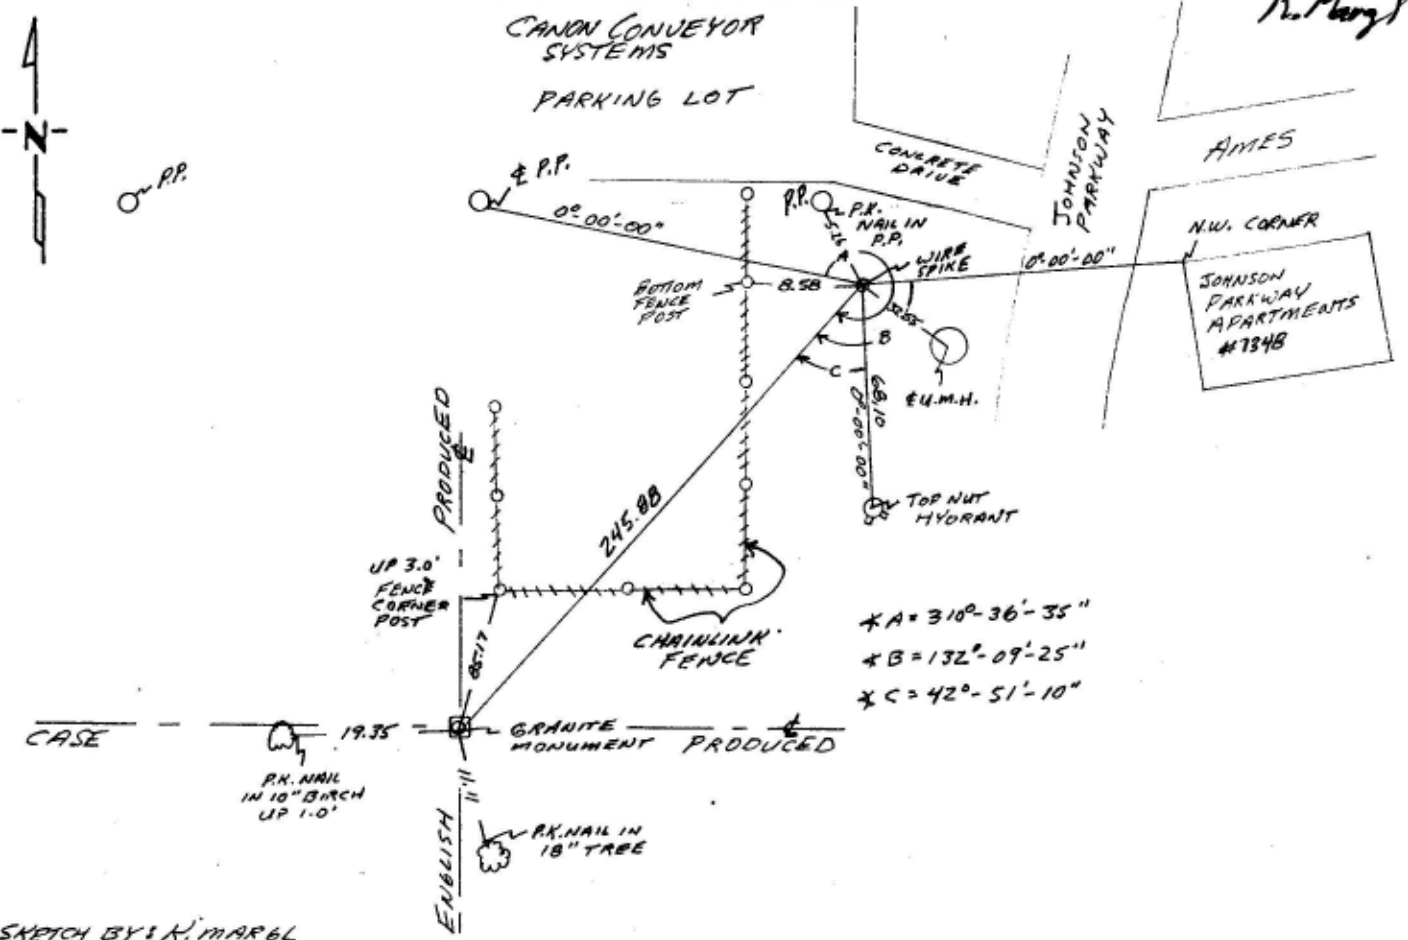 CANON CONVEYOR
SYSTEMS
PARKING LOT
N
P.P.
℄ P.P.
0°-00'-00"
P.P.
P.K.
NAIL IN
P.P.
CONCRETE
DRIVE
JOHNSON
PARKWAY
AMES
A
WIRE
SPIKE
0°-00'-00"
N.W. CORNER
JOHNSON
PARKWAY
APARTMENTS
#1348
BOTTOM
FENCE
POST
8.58
B
C
℄ U.M.H.
68.10
0°-00'-00"
TOP NUT
HYDRANT
PRODUCED
℄
245.88
UP 3.0'
FENCE
CORNER
POST
85.17
CHAINLINK
FENCE
∡ A = 310°-36'-35"
∡ B = 132°-09'-25"
∡ C = 42°-51'-10"
CASE
19.35
GRANITE
MONUMENT
PRODUCED
℄
P.K. NAIL
IN 10" BIRCH
UP 1.0'
ENGLISH
P.K. NAIL IN
18" TREE
SKETCH BY: K. MARGL